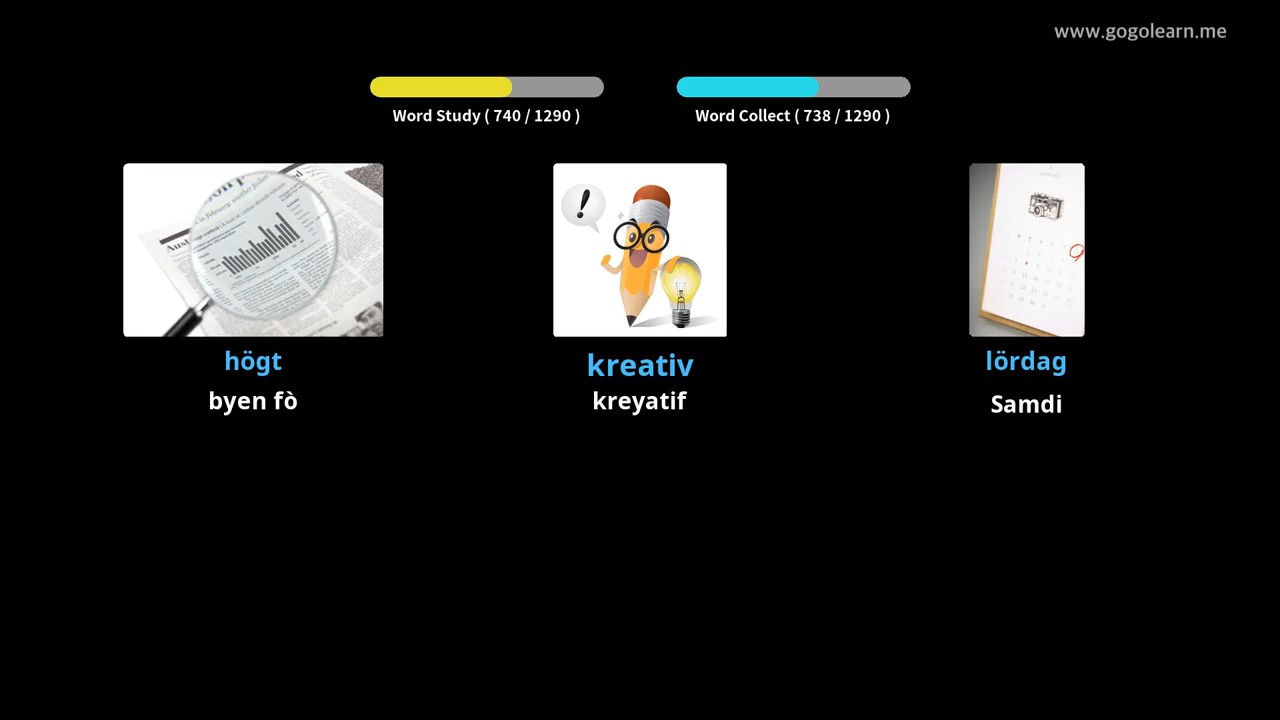 www.gogolearn.me
Word Study ( 740 / 1290 )
Word Collect ( 738 / 1290 )
högt
kreativ
lördag
byen fò
kreyatif
Samdi